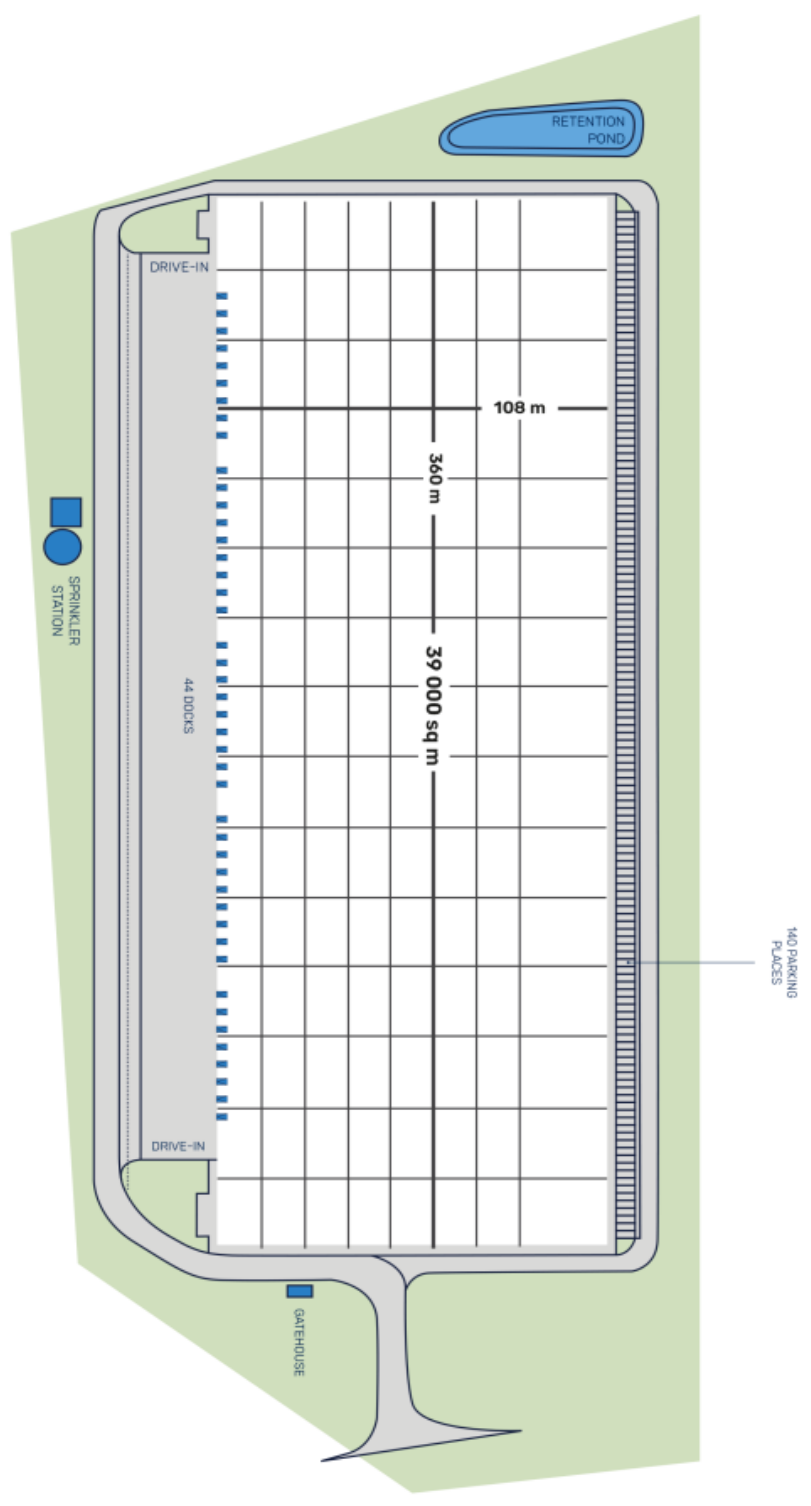 RETENTION
POND
DRIVE-IN
108 m
360 m
SPRINKLER
STATION
39 000 sq m
44 DOCKS
140 PARKING
PLACES
DRIVE-IN
GATEHOUSE